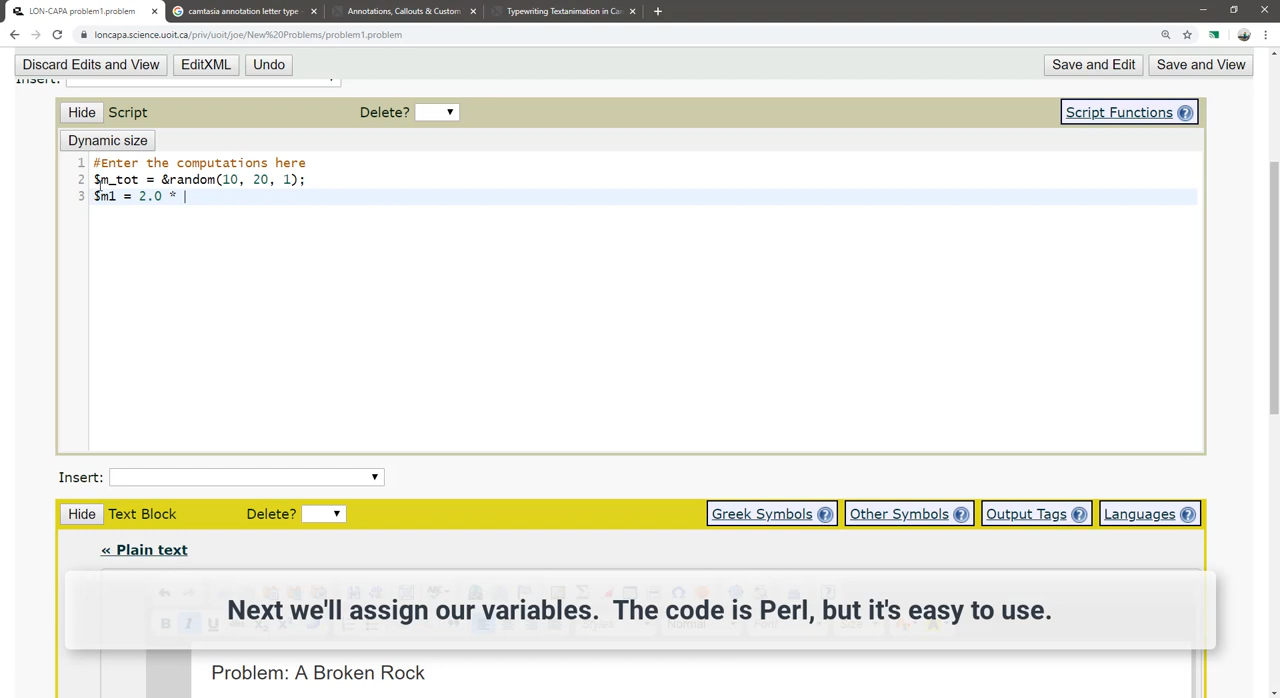 LON-CAPA problem1.problem
camtasia annotation letter type
Annotations, Callouts & Custom
Typewriting Textanimation in Ca
loncapa.science.uoit.ca/priv/uoit/joe/New%20Problems/problem1.problem
Discard Edits and View EditXML Undo Save and Edit Save and View
Insert:
Hide Script Delete? Script Functions
Dynamic size
1 #Enter the computations here
2 $m_tot = &random(10, 20, 1);
3 $m1 = 2.0 *
Insert:
Hide Text Block Delete? Greek Symbols Other Symbols Output Tags Languages
« Plain text
Next we'll assign our variables. The code is Perl, but it's easy to use.
Problem: A Broken Rock